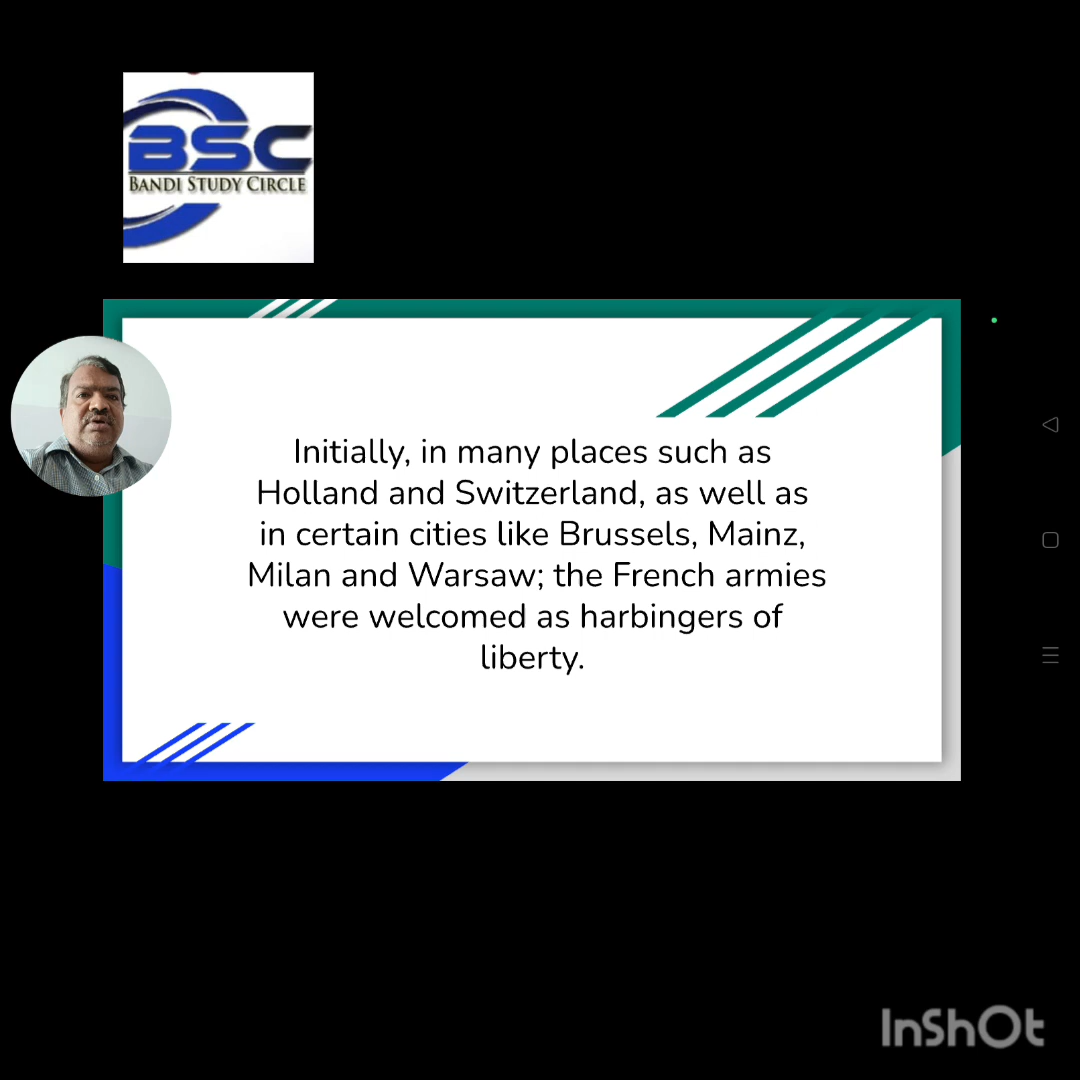 BSC
BANDI STUDY CIRCLE
Initially, in many places such as
Holland and Switzerland, as well as
in certain cities like Brussels, Mainz,
Milan and Warsaw; the French armies
were welcomed as harbingers of
liberty.
InShOt